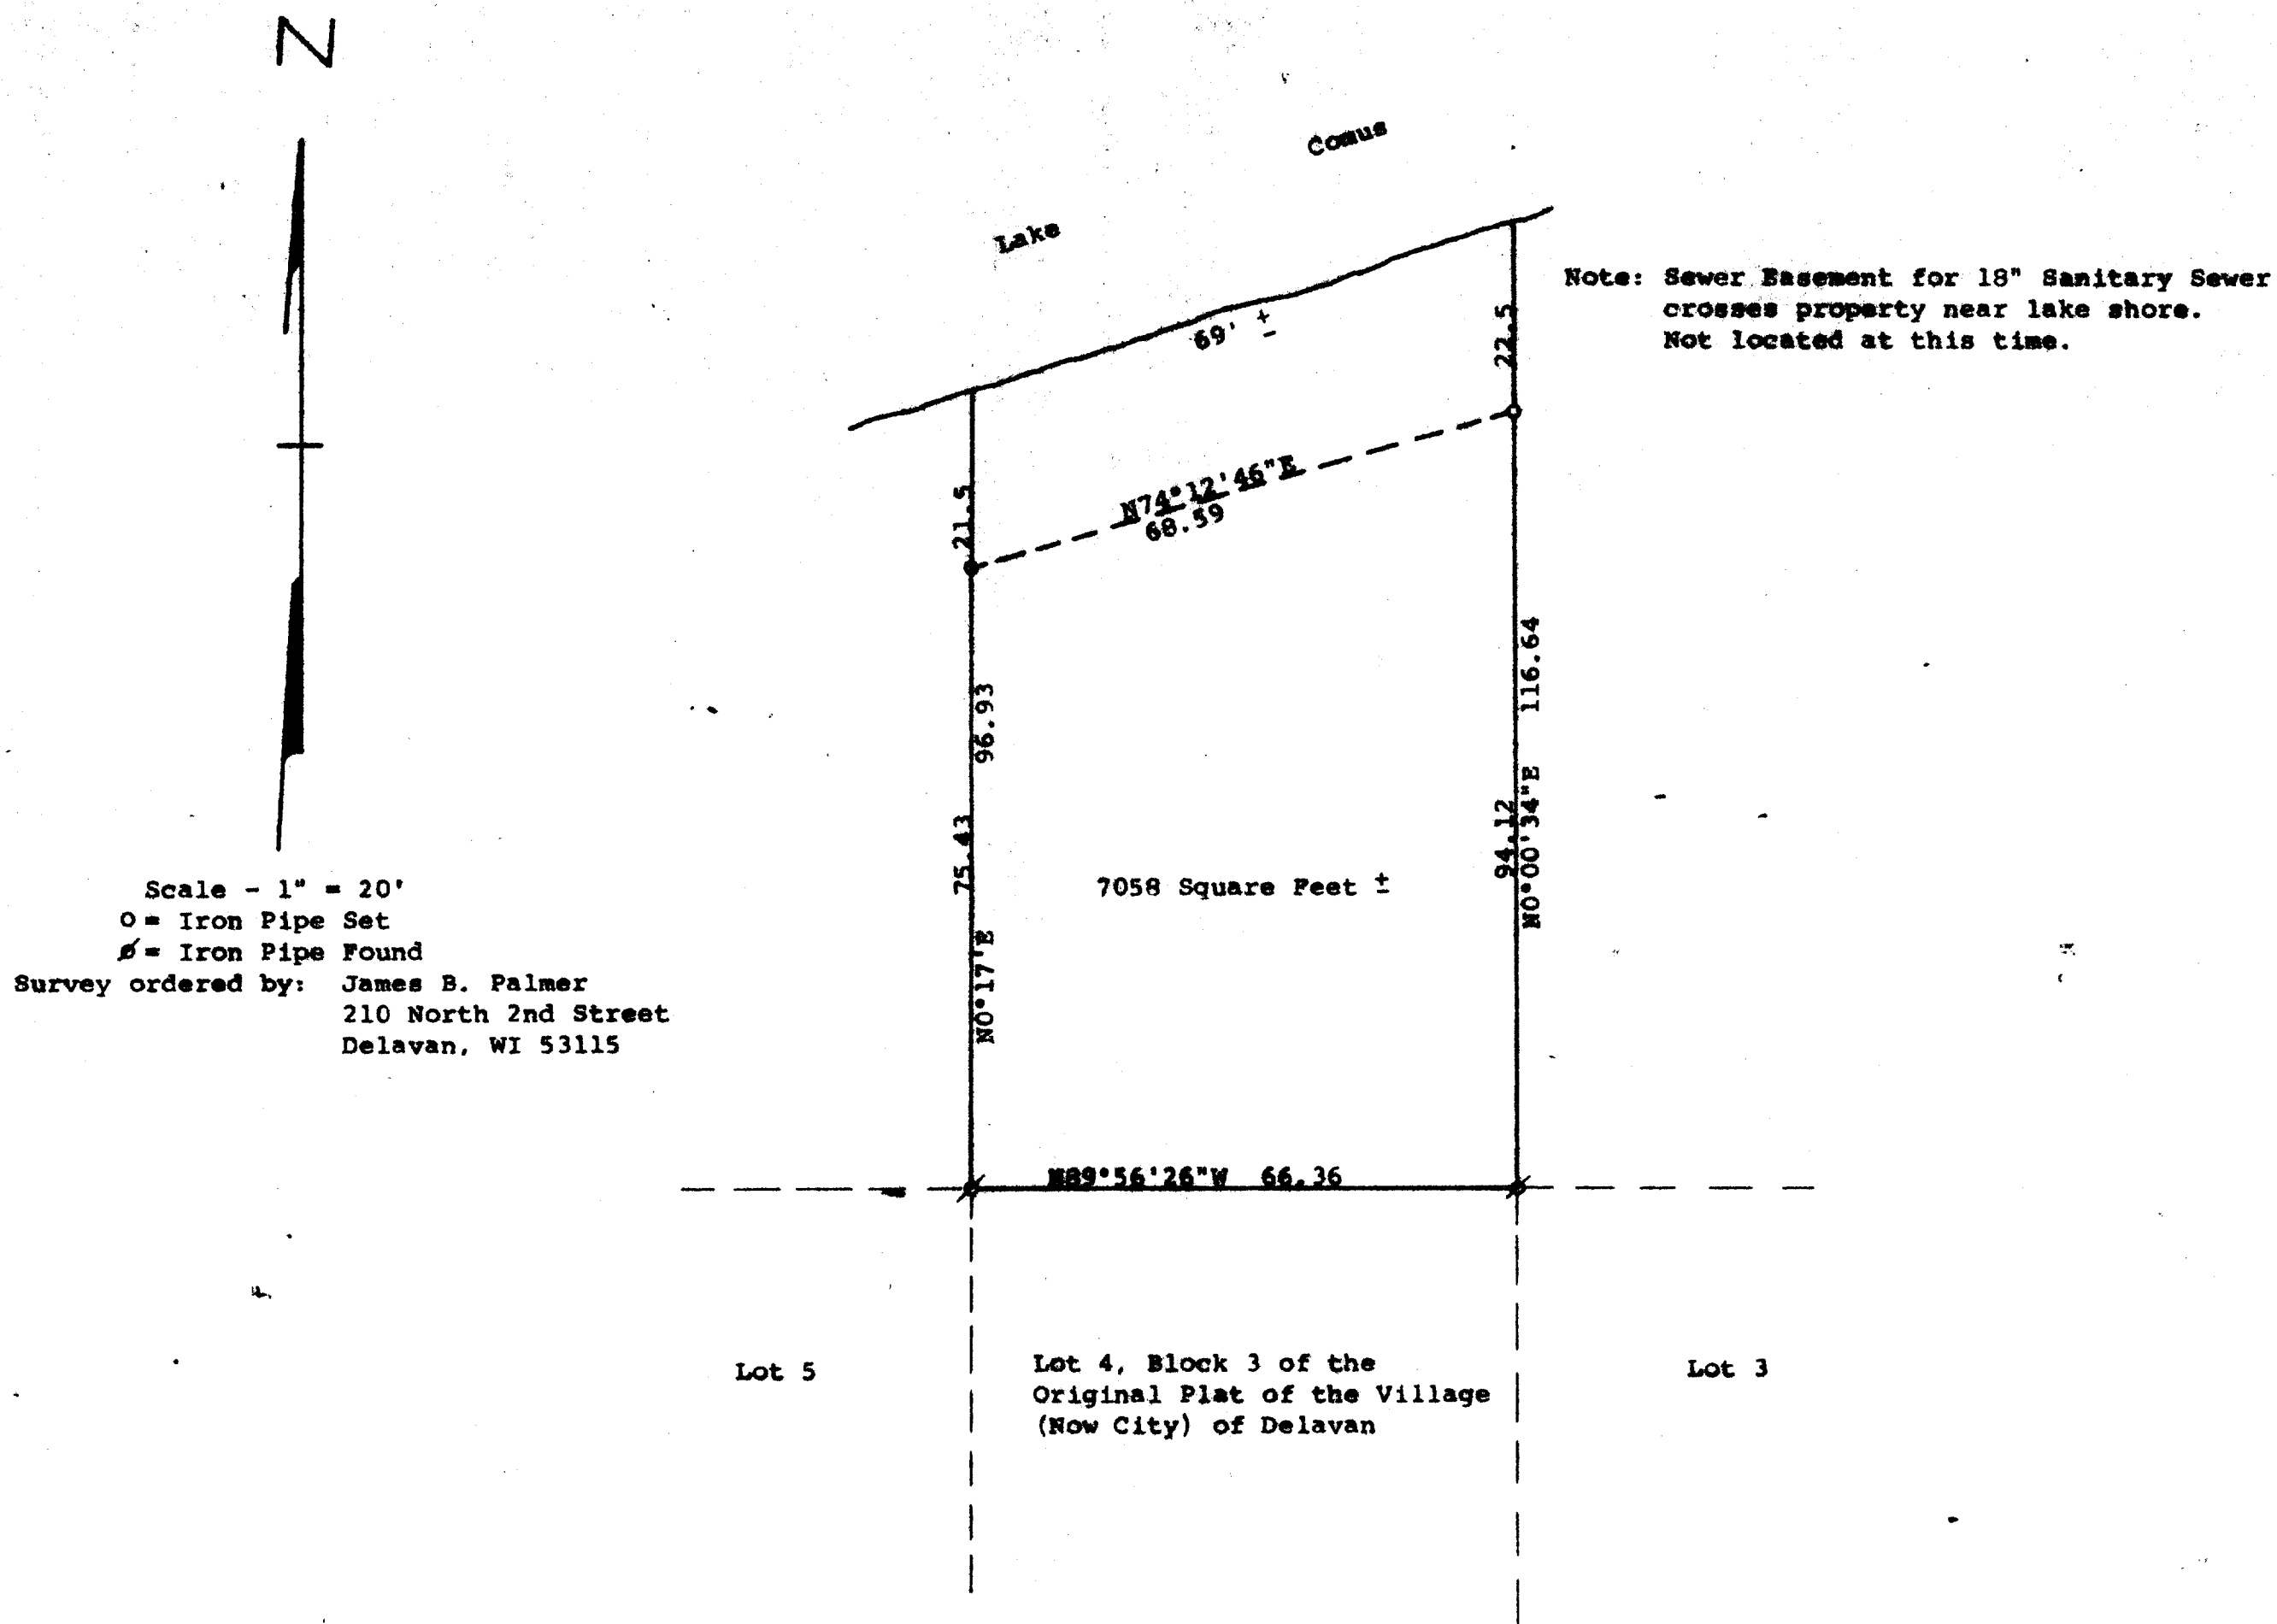 N
Comus
Lake
Note: Sewer Easement for 18" Sanitary Sewer
crosses property near lake shore.
Not located at this time.
69' ±
22.5
21.5
N74°12'46"E
68.59
96.93
75.43
N0°17'E
116.64
94.12
N0°00'34"E
7058 Square Feet ±
Scale - 1" = 20'
O = Iron Pipe Set
Ø = Iron Pipe Found
Survey ordered by: James B. Palmer
210 North 2nd Street
Delavan, WI 53115
N89°56'26"W 66.36
Lot 5
Lot 4, Block 3 of the
Original Plat of the Village
(Now City) of Delavan
Lot 3